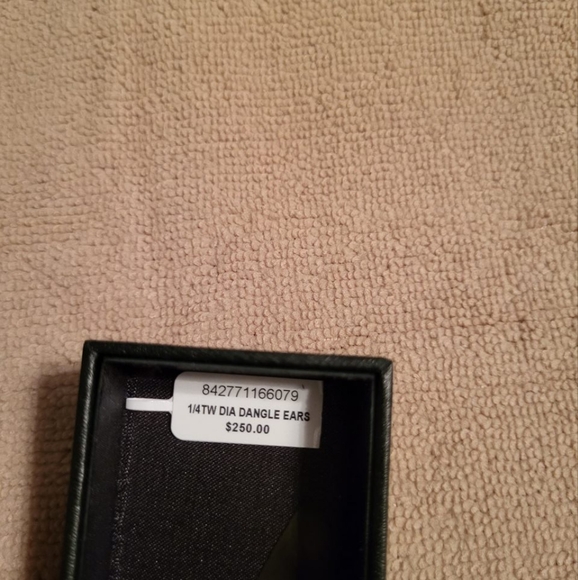 842771166079
1/4TW DIA DANGLE EARS
$250.00